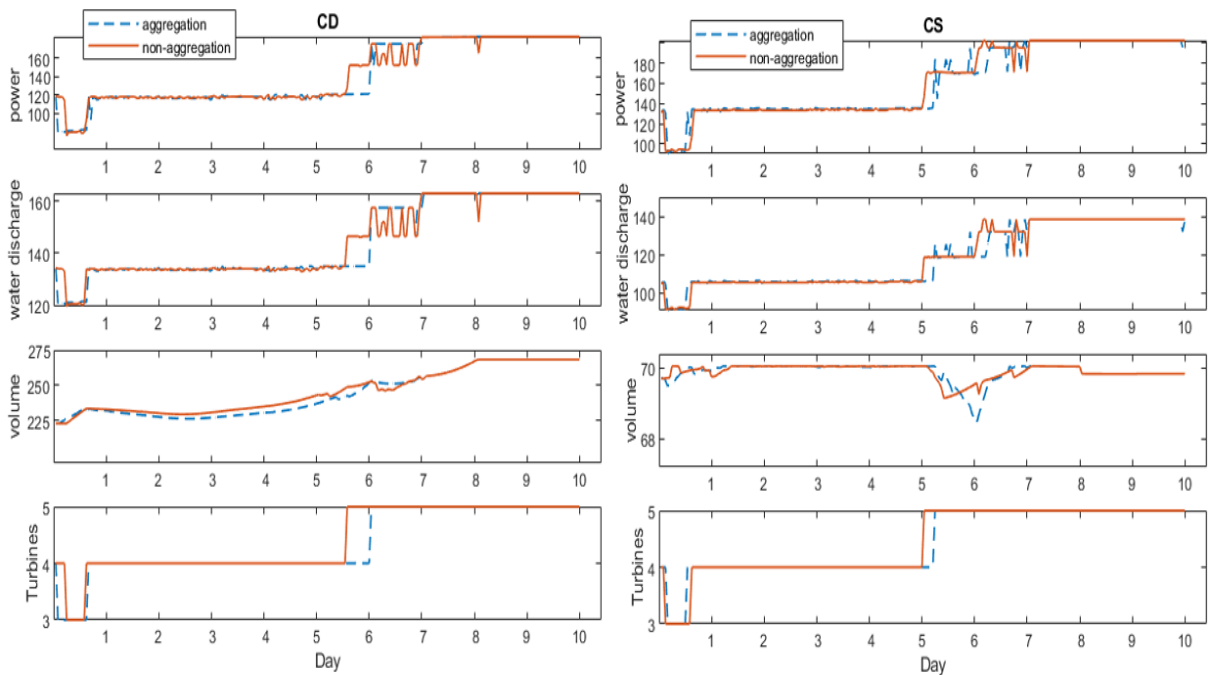 CD
aggregation
non-aggregation
power
160
140
120
100
1 2 3 4 5 6 7 8 9 10
water discharge
160
140
120
1 2 3 4 5 6 7 8 9 10
volume
275
250
225
1 2 3 4 5 6 7 8 9 10
Turbines
5
4
3
1 2 3 4 5 6 7 8 9 10
Day
CS
aggregation
non-aggregation
power
180
160
140
120
100
1 2 3 4 5 6 7 8 9 10
water discharge
140
120
100
1 2 3 4 5 6 7 8 9 10
volume
70
68
1 2 3 4 5 6 7 8 9 10
Turbines
5
4
3
1 2 3 4 5 6 7 8 9 10
Day